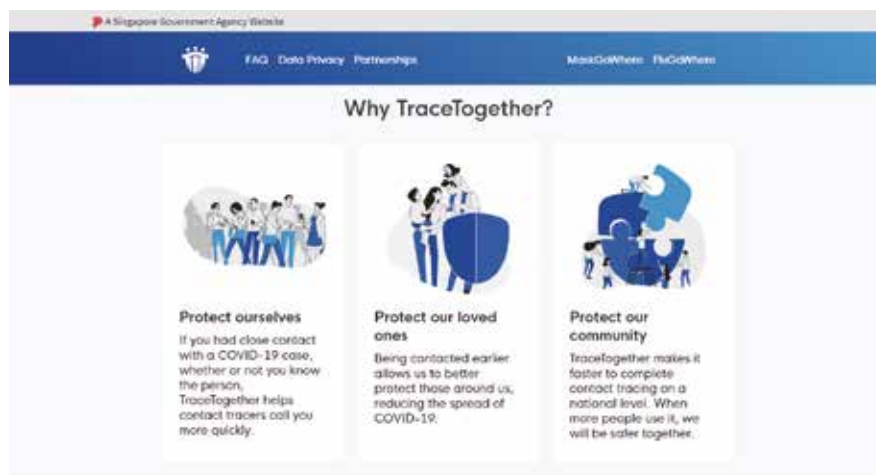 A Singapore Government Agency Website
FAQ Data Privacy Partnerships MaskGoWhere FluGoWhere
Why TraceTogether?
Protect ourselves
If you had close contact
with a COVID-19 case,
whether or not you know
the person,
TraceTogether helps
contact tracers call you
more quickly.
Protect our loved
ones
Being contacted earlier
allows us to better
protect those around us,
reducing the spread of
COVID-19.
Protect our
community
TraceTogether makes it
faster to complete
contact tracing on a
national level. When
more people use it, we
will be safer together.